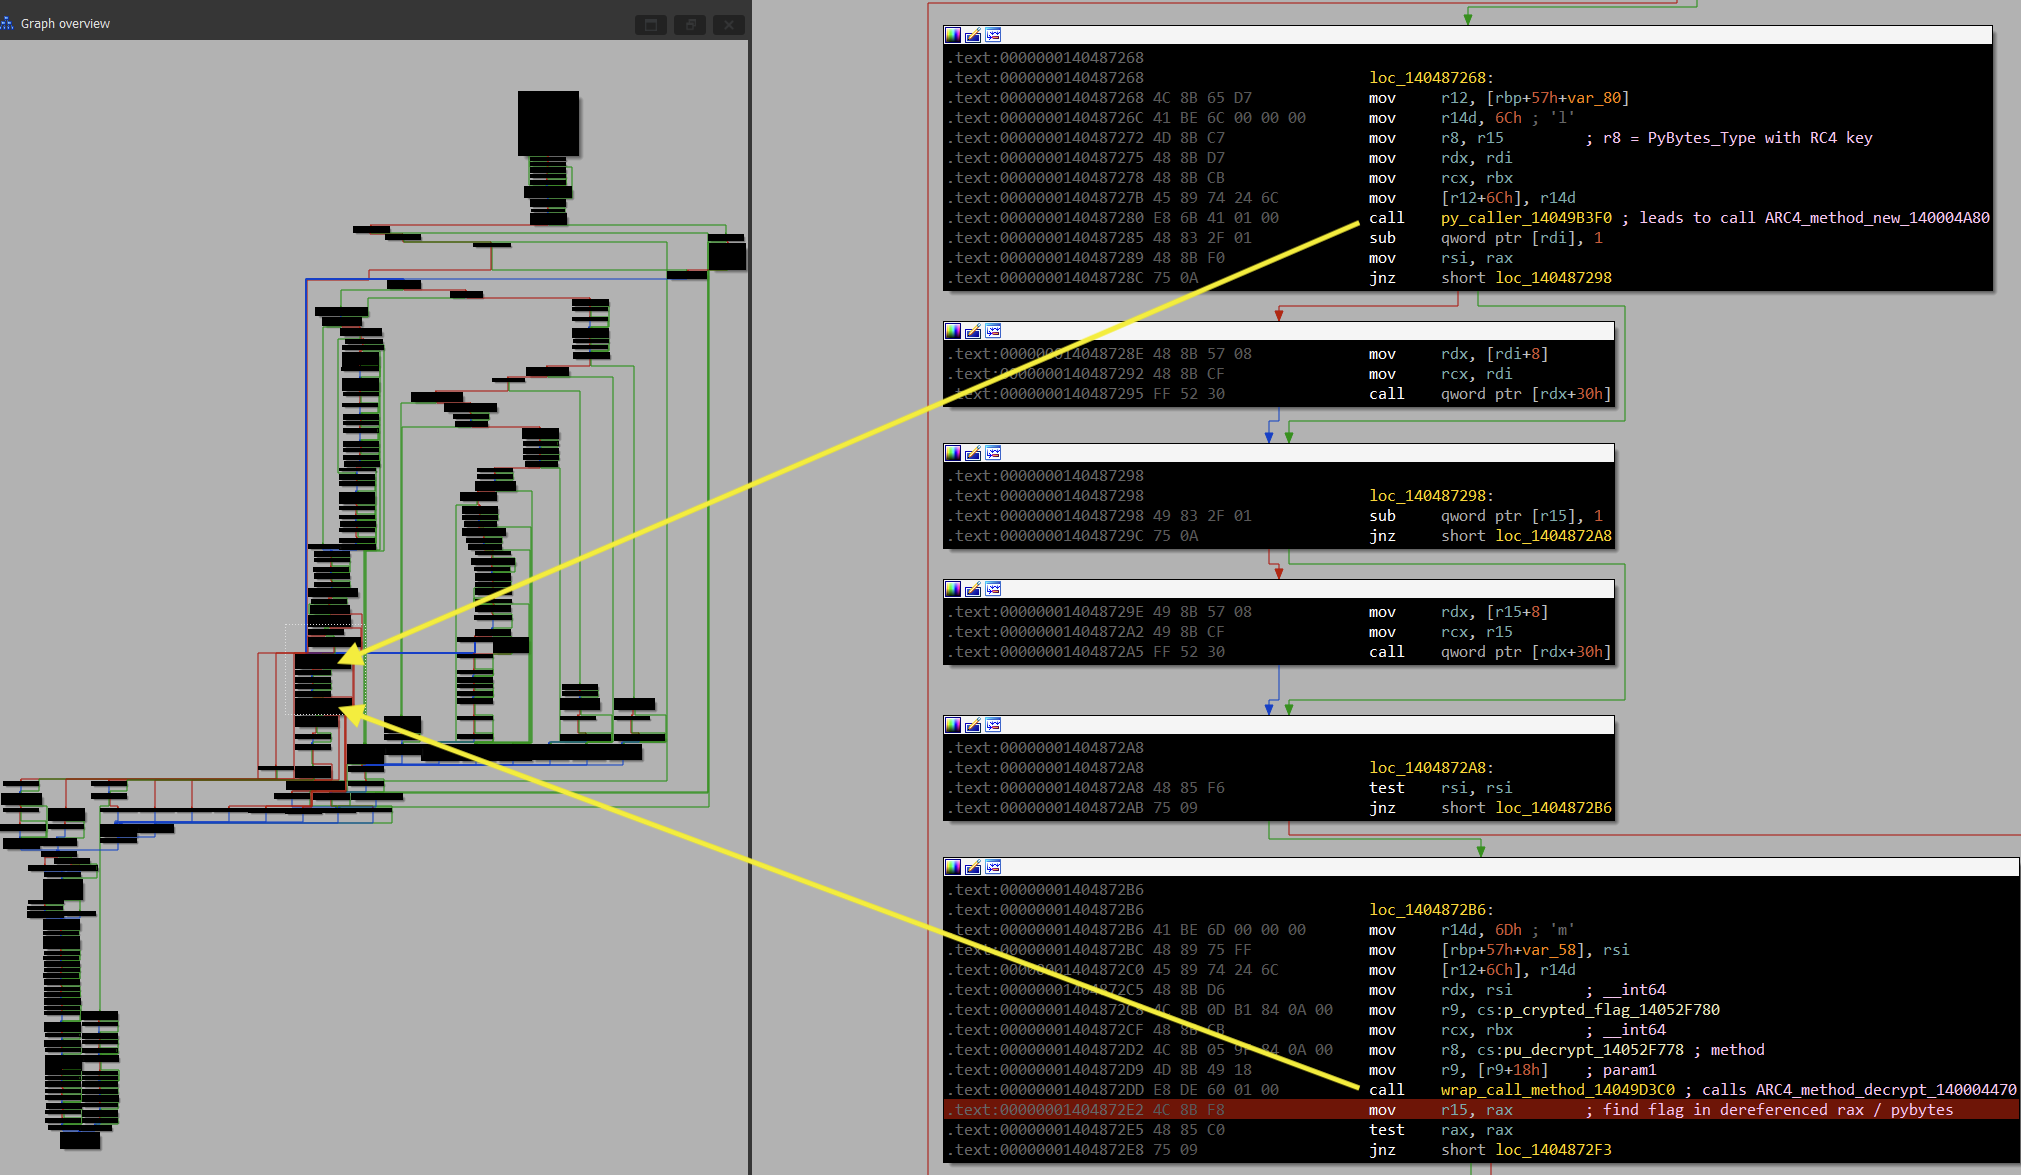 Graph overview
.text:0000000140487268
.text:0000000140487268 loc_140487268:
.text:0000000140487268 4C 8B 65 D7 mov r12, [rbp+57h+var_80]
.text:000000014048726C 41 BE 6C 00 00 00 mov r14d, 6Ch ; 'l'
.text:0000000140487272 4D 8B C7 mov r8, r15 ; r8 = PyBytes_Type with RC4 key
.text:0000000140487275 48 8B D7 mov rdx, rdi
.text:0000000140487278 48 8B CB mov rcx, rbx
.text:000000014048727B 45 89 74 24 6C mov [r12+6Ch], r14d
.text:0000000140487280 E8 6B 41 01 00 call py_caller_14049B3F0 ; leads to call ARC4_method_new_140004A80
.text:0000000140487285 48 83 2F 01 sub qword ptr [rdi], 1
.text:0000000140487289 48 8B F0 mov rsi, rax
.text:000000014048728C 75 0A jnz short loc_140487298
.text:000000014048728E 48 8B 57 08 mov rdx, [rdi+8]
.text:0000000140487292 48 8B CF mov rcx, rdi
.text:0000000140487295 FF 52 30 call qword ptr [rdx+30h]
.text:0000000140487298
.text:0000000140487298 loc_140487298:
.text:0000000140487298 49 83 2F 01 sub qword ptr [r15], 1
.text:000000014048729C 75 0A jnz short loc_1404872A8
.text:000000014048729E 49 8B 57 08 mov rdx, [r15+8]
.text:00000001404872A2 49 8B CF mov rcx, r15
.text:00000001404872A5 FF 52 30 call qword ptr [rdx+30h]
.text:00000001404872A8
.text:00000001404872A8 loc_1404872A8:
.text:00000001404872A8 48 85 F6 test rsi, rsi
.text:00000001404872AB 75 09 jnz short loc_1404872B6
.text:00000001404872B6
.text:00000001404872B6 loc_1404872B6:
.text:00000001404872B6 41 BE 6D 00 00 00 mov r14d, 6Dh ; 'm'
.text:00000001404872BC 48 89 75 FF mov [rbp+57h+var_58], rsi
.text:00000001404872C0 45 89 74 24 6C mov [r12+6Ch], r14d
.text:00000001404872C5 48 8B D6 mov rdx, rsi ; __int64
.text:00000001404872C8 4C 8B 0D B1 84 0A 00 mov r9, cs:p_crypted_flag_14052F780
.text:00000001404872CF 48 8B CB mov rcx, rbx ; __int64
.text:00000001404872D2 4C 8B 05 84 0A 00 mov r8, cs:pu_decrypt_14052F778 ; method
.text:00000001404872D9 4D 8B 49 18 mov r9, [r9+18h] ; param1
.text:00000001404872DD E8 DE 60 01 00 call wrap_call_method_14049D3C0 ; calls ARC4_method_decrypt_140004470
.text:00000001404872E2 4C 8B F8 mov r15, rax ; find flag in dereferenced rax / pybytes
.text:00000001404872E5 48 85 C0 test rax, rax
.text:00000001404872E8 75 09 jnz short loc_1404872F3